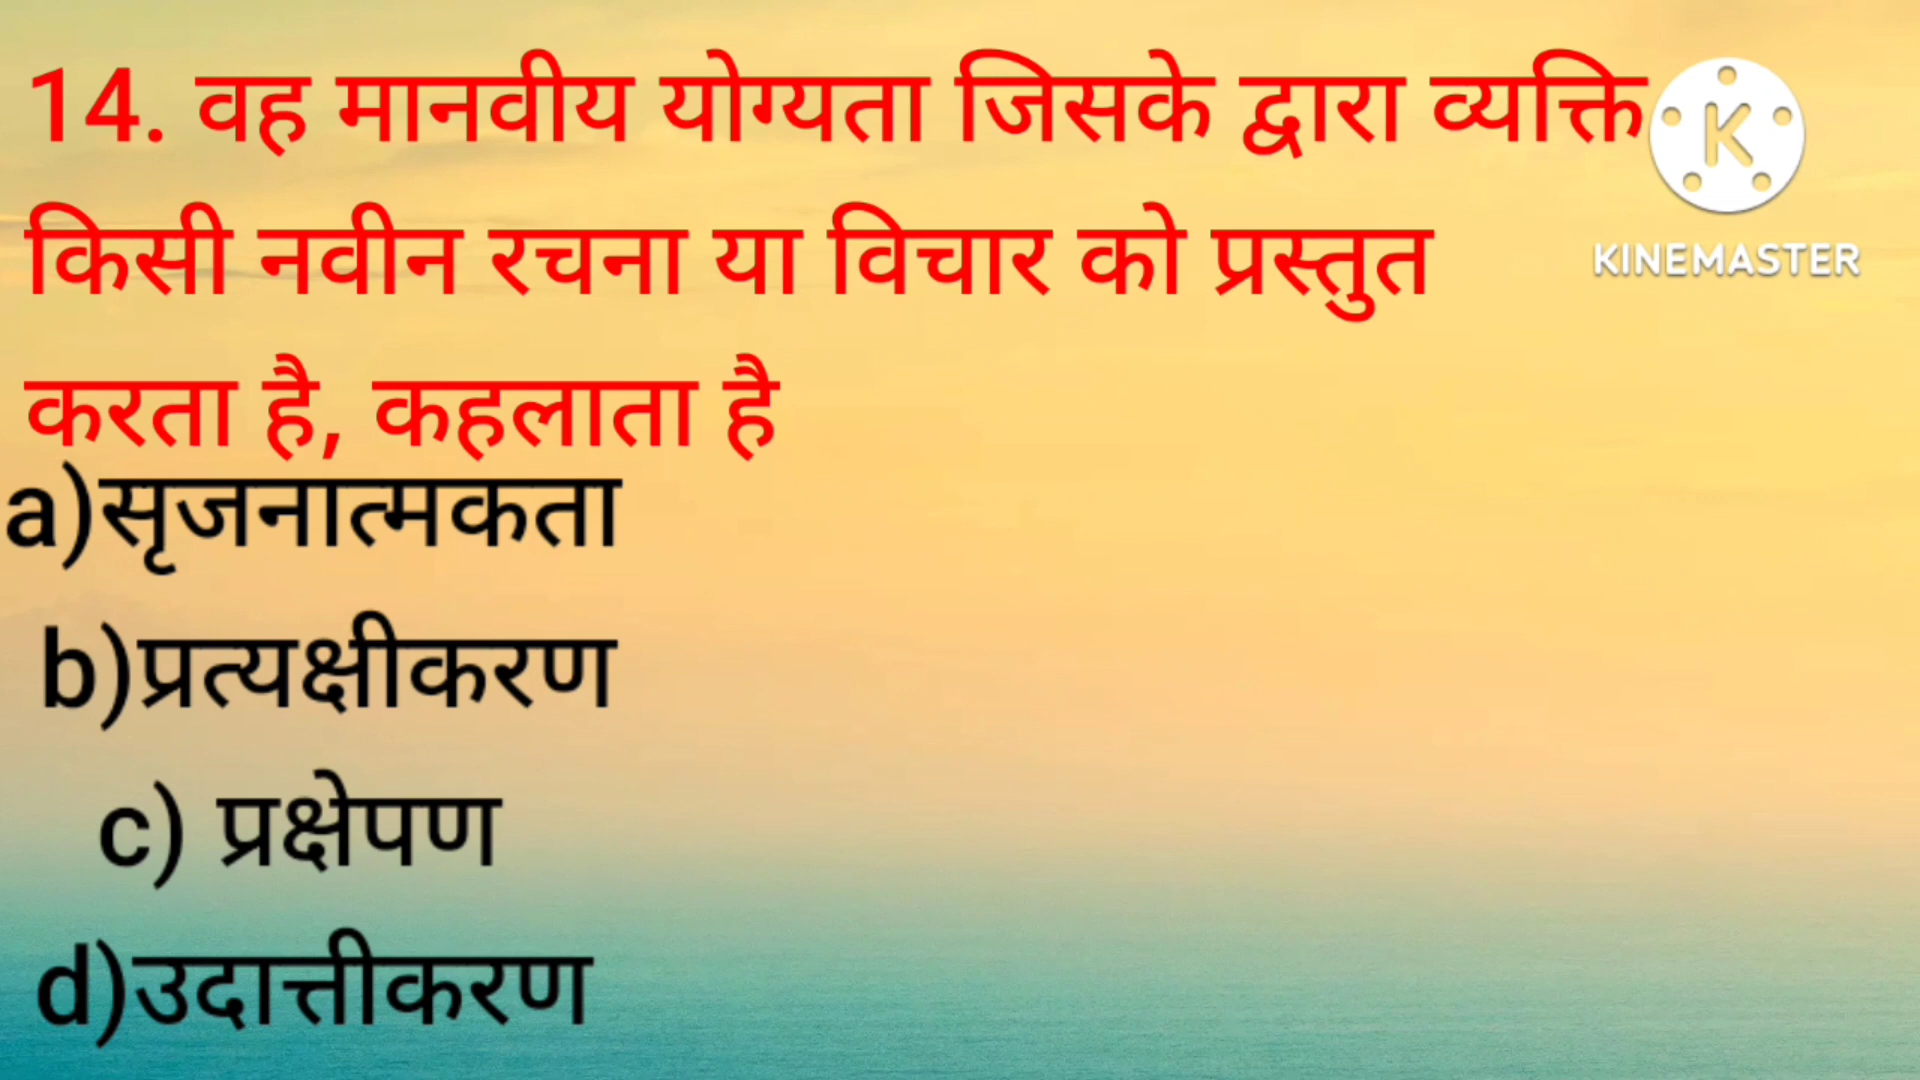 14. वह मानवीय योग्यता जिसके द्वारा व्यक्ति
किसी नवीन रचना या विचार को प्रस्तुत
करता है, कहलाता है
a)सृजनात्मकता
b)प्रत्यक्षीकरण
c) प्रक्षेपण
d)उदात्तीकरण
K
KINEMASTER